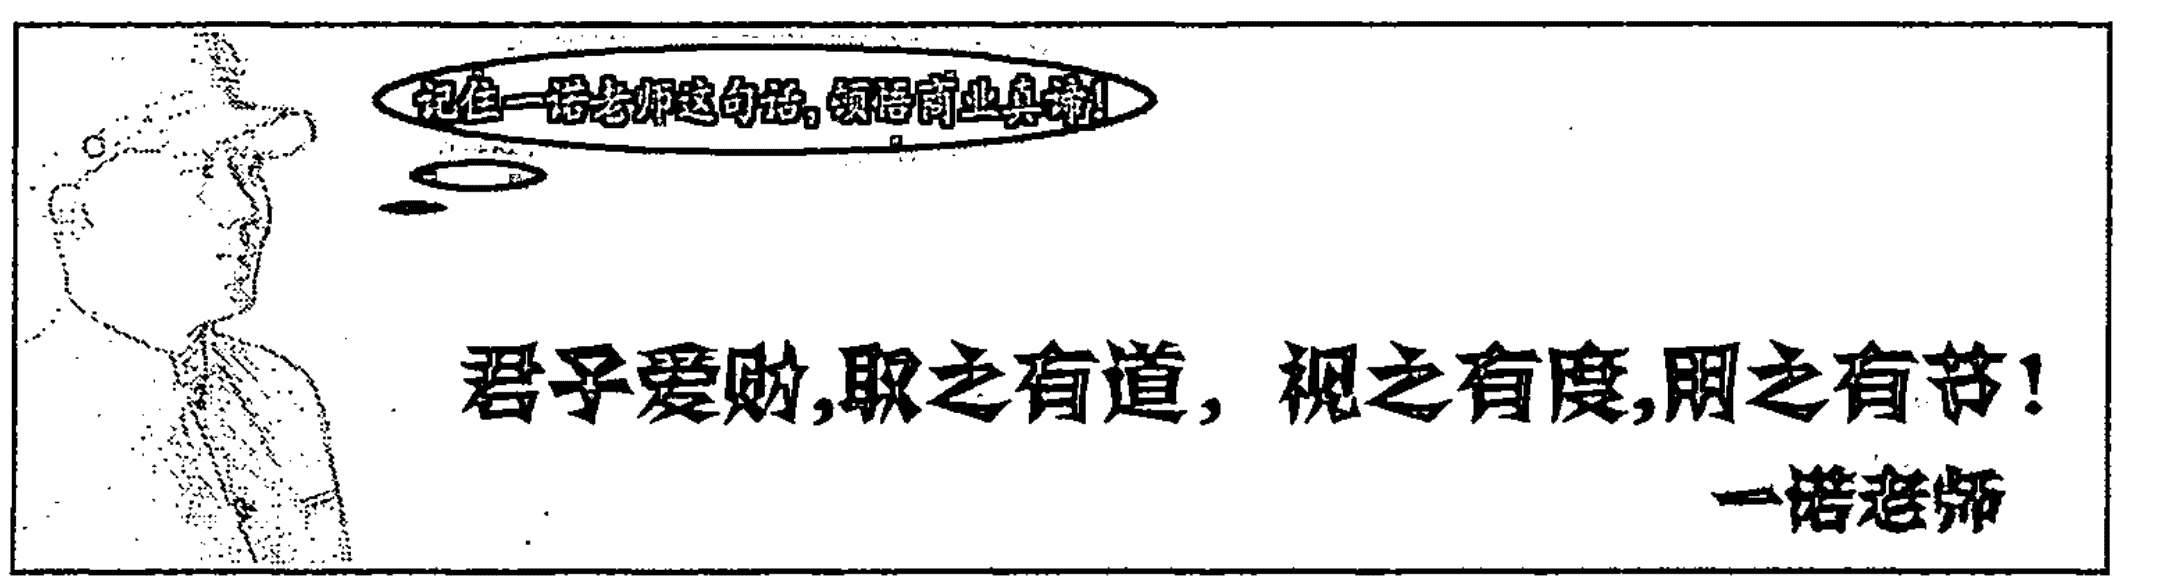 记住一诺老师这句话,领悟商业真谛!
君子爱财,取之有道，视之有度,用之有节!
一诺老师